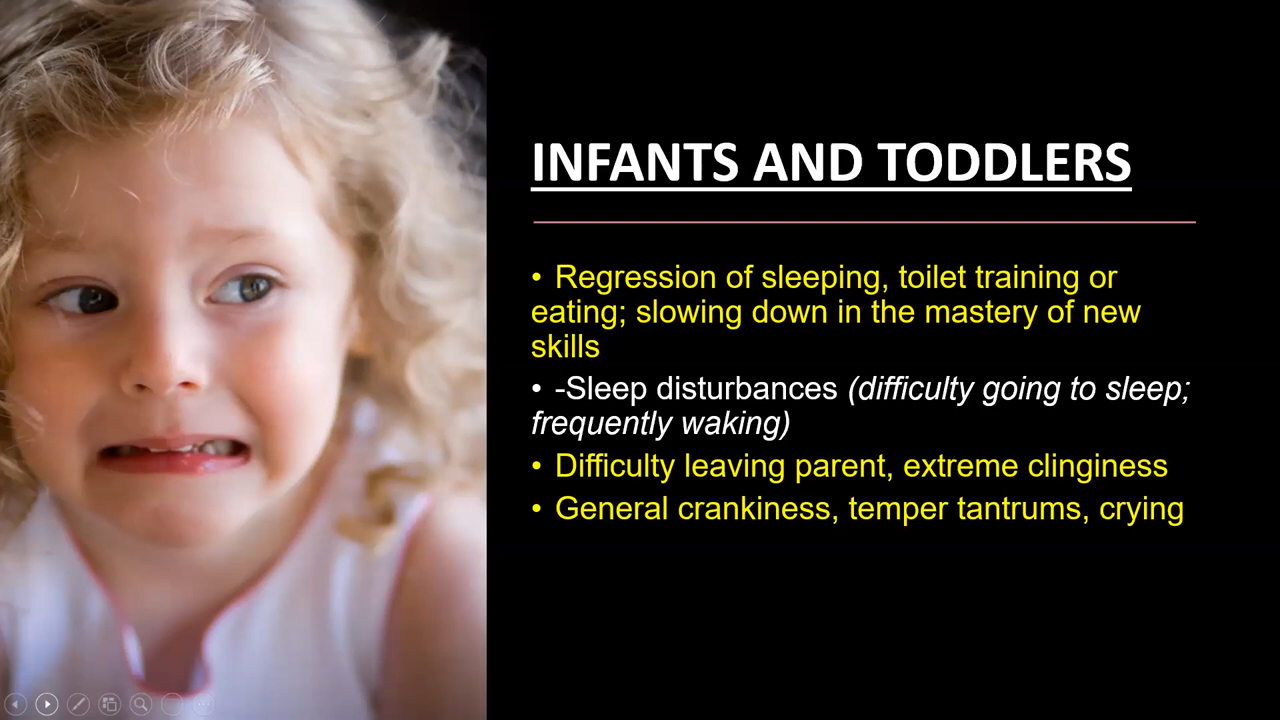 INFANTS AND TODDLERS
• Regression of sleeping, toilet training or
eating; slowing down in the mastery of new
skills
• -Sleep disturbances (difficulty going to sleep;
frequently waking)
• Difficulty leaving parent, extreme clinginess
• General crankiness, temper tantrums, crying